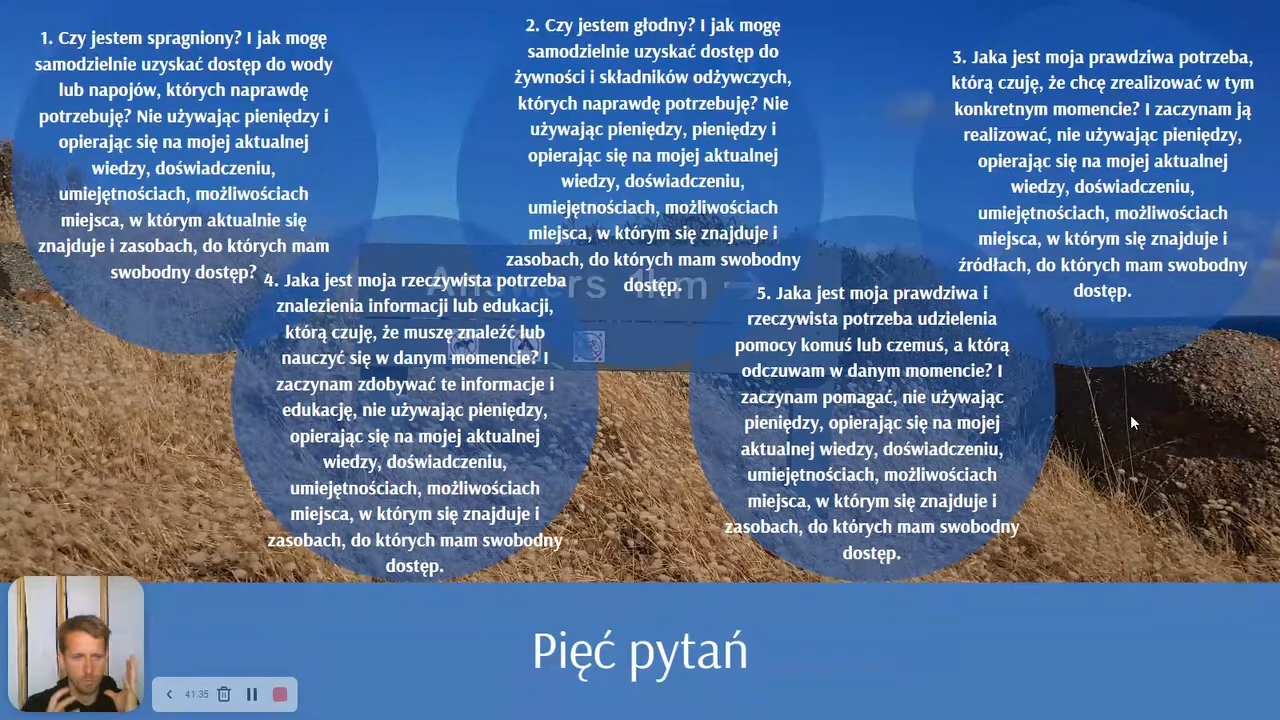 1. Czy jestem spragniony? I jak mogę
samodzielnie uzyskać dostęp do wody
lub napojów, których naprawdę
potrzebuję? Nie używając pieniędzy i
opierając się na mojej aktualnej
wiedzy, doświadczeniu,
umiejętnościach, możliwościach
miejsca, w którym aktualnie się
znajduje i zasobach, do których mam
swobodny dostęp?
2. Czy jestem głodny? I jak mogę
samodzielnie uzyskać dostęp do
żywności i składników odżywczych,
których naprawdę potrzebuję? Nie
używając pieniędzy, pieniędzy i
opierając się na mojej aktualnej
wiedzy, doświadczeniu,
umiejętnościach, możliwościach
miejsca, w którym się znajduje i
zasobach, do których mam swobodny
dostęp.
3. Jaka jest moja prawdziwa potrzeba,
którą czuję, że chcę zrealizować w tym
konkretnym momencie? I zaczynam ją
realizować, nie używając pieniędzy,
opierając się na mojej aktualnej
wiedzy, doświadczeniu,
umiejętnościach, możliwościach
miejsca, w którym się znajduje i
źródłach, do których mam swobodny
dostęp.
4. Jaka jest moja rzeczywista potrzeba
znalezienia informacji lub edukacji,
którą czuję, że muszę znaleźć lub
nauczyć się w danym momencie? I
zaczynam zdobywać te informacje i
edukację, nie używając pieniędzy,
opierając się na mojej aktualnej
wiedzy, doświadczeniu,
umiejętnościach, możliwościach
miejsca, w którym się znajduje i
zasobach, do których mam swobodny
dostęp.
5. Jaka jest moja prawdziwa i
rzeczywista potrzeba udzielenia
pomocy komuś lub czemuś, a którą
odczuwam w danym momencie? I
zaczynam pomagać, nie używając
pieniędzy, opierając się na mojej
aktualnej wiedzy, doświadczeniu,
umiejętnościach, możliwościach
miejsca, w którym się znajduje i
zasobach, do których mam swobodny
dostęp.
Answers 1km →
Pięć pytań
41:35